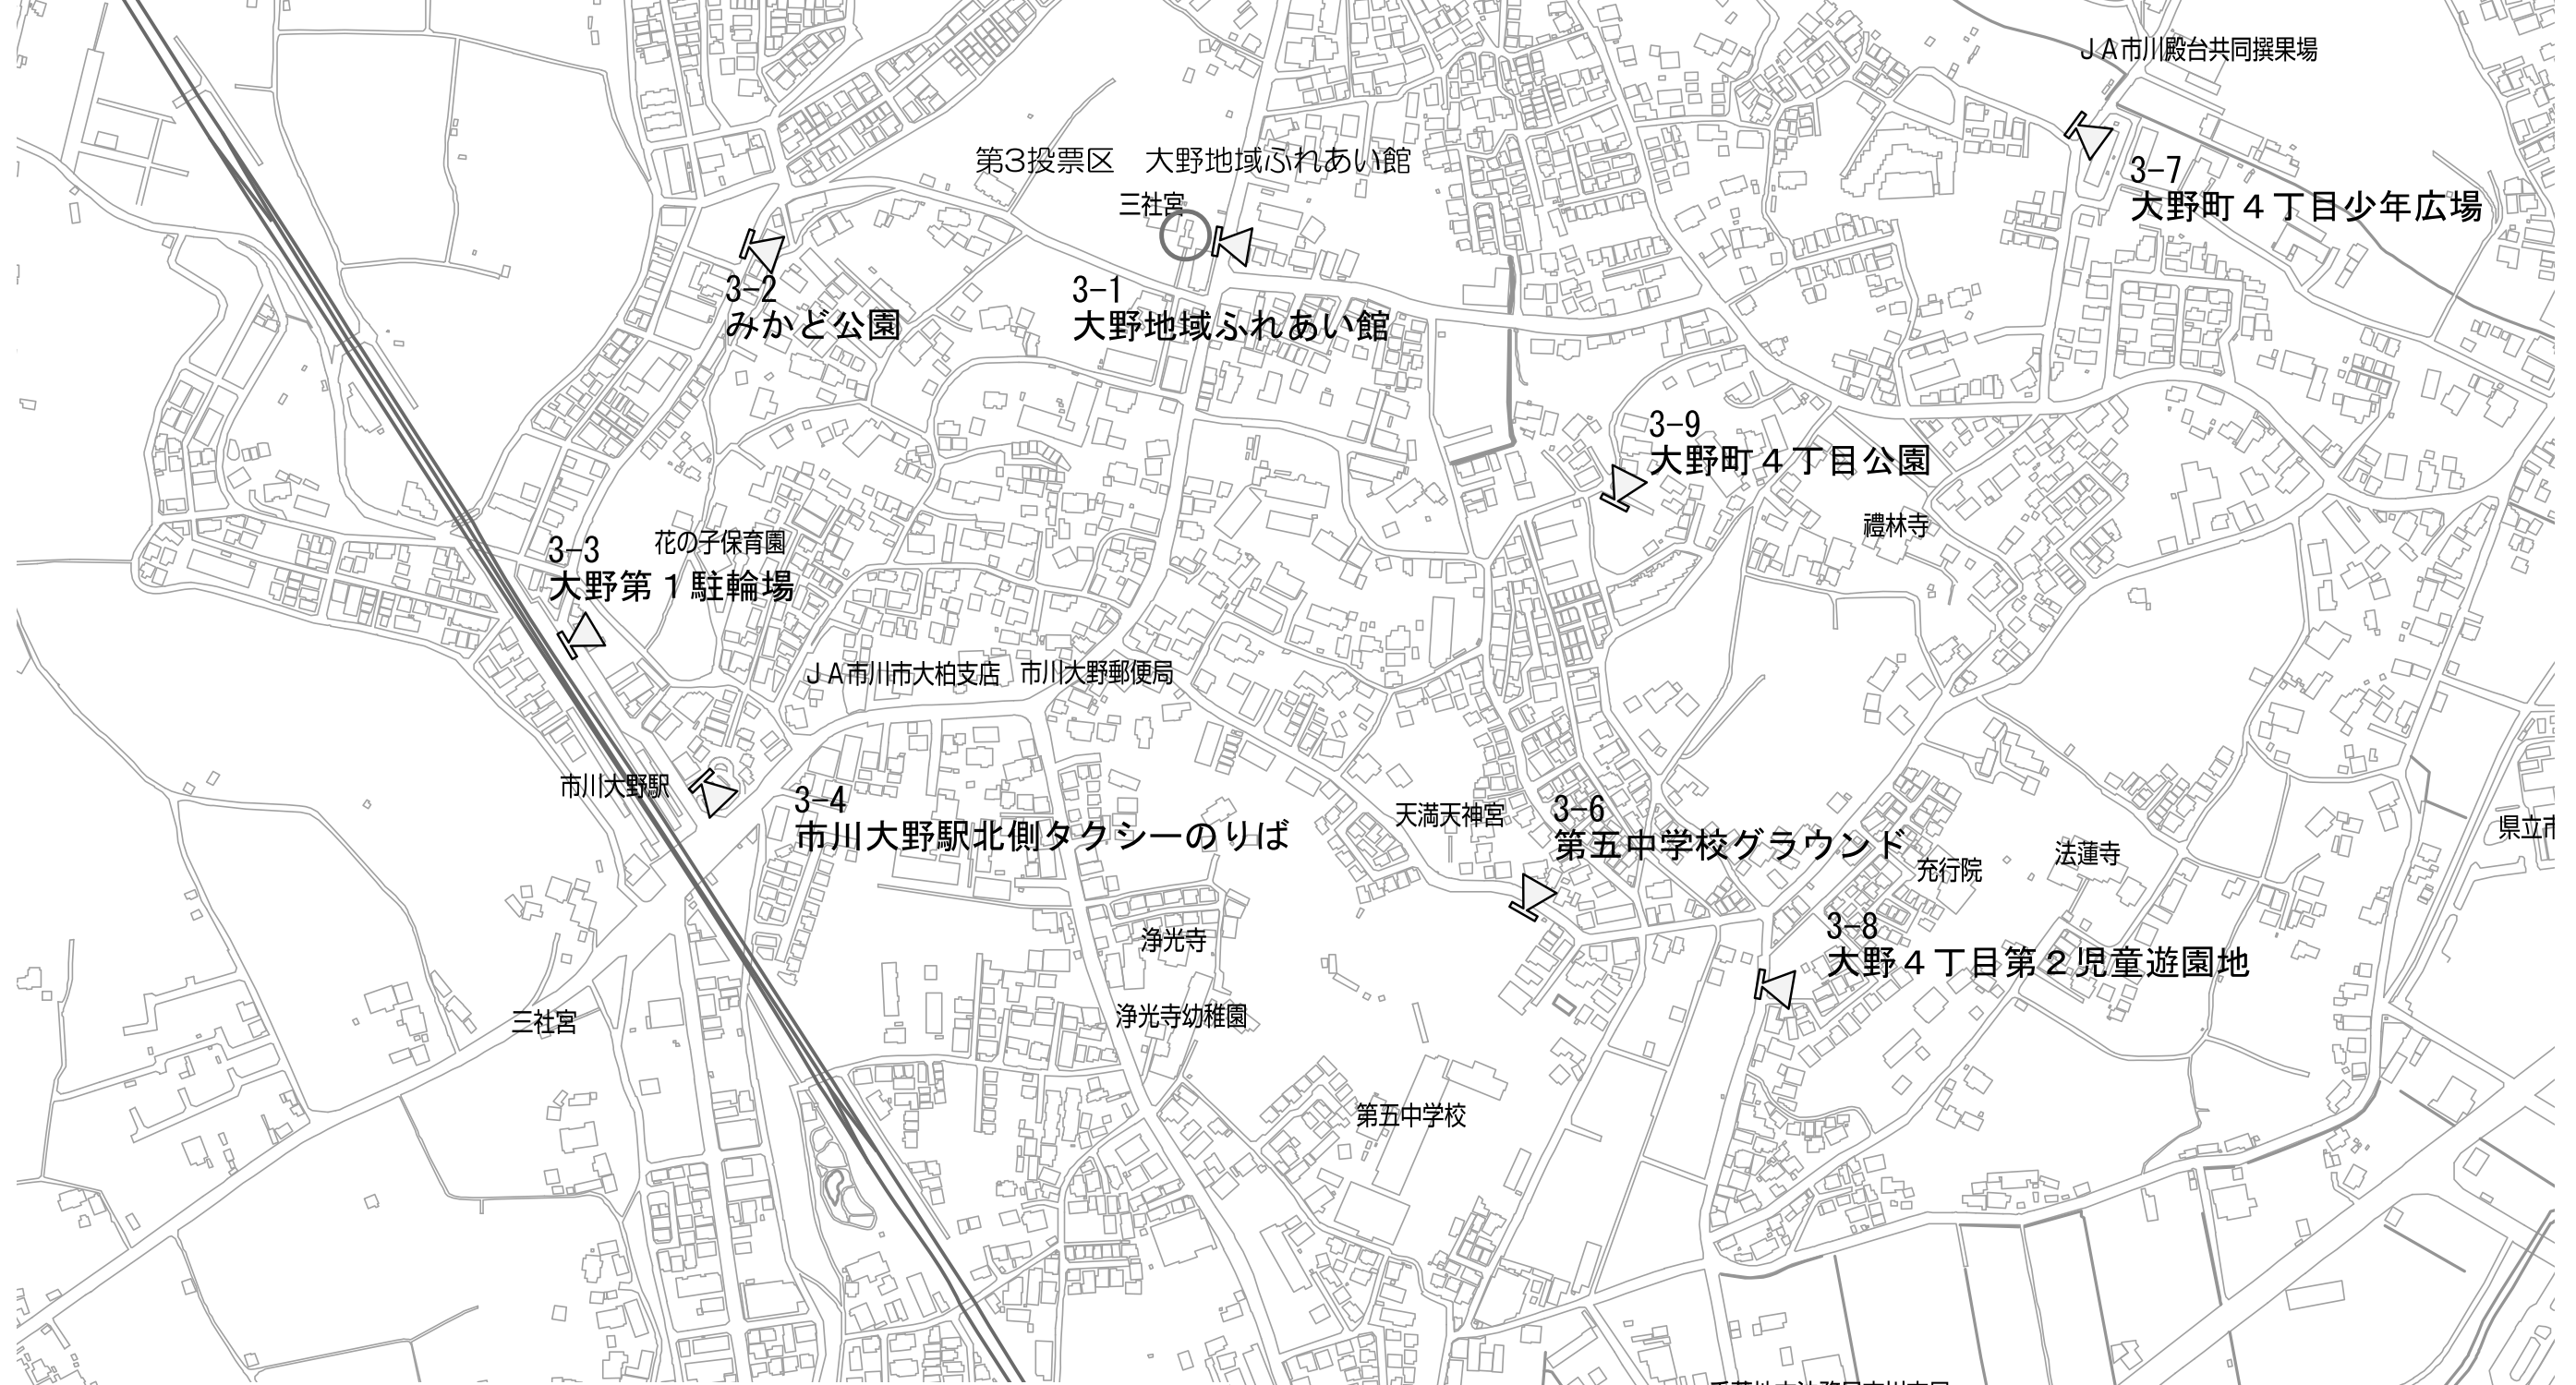 ＪＡ市川殿台共同撰果場
第3投票区　大野地域ふれあい館
三社宮
3-7
大野町４丁目少年広場
3-2
みかど公園
3-1
大野地域ふれあい館
3-9
大野町４丁目公園
禮林寺
花の子保育園
3-3
大野第１駐輪場
ＪＡ市川市大柏支店
市川大野郵便局
市川大野駅
3-4
市川大野駅北側タクシーのりば
天満天神宮
3-6
第五中学校グラウンド
県立市
法蓮寺
充行院
3-8
大野４丁目第２児童遊園地
浄光寺
浄光寺幼稚園
三社宮
第五中学校